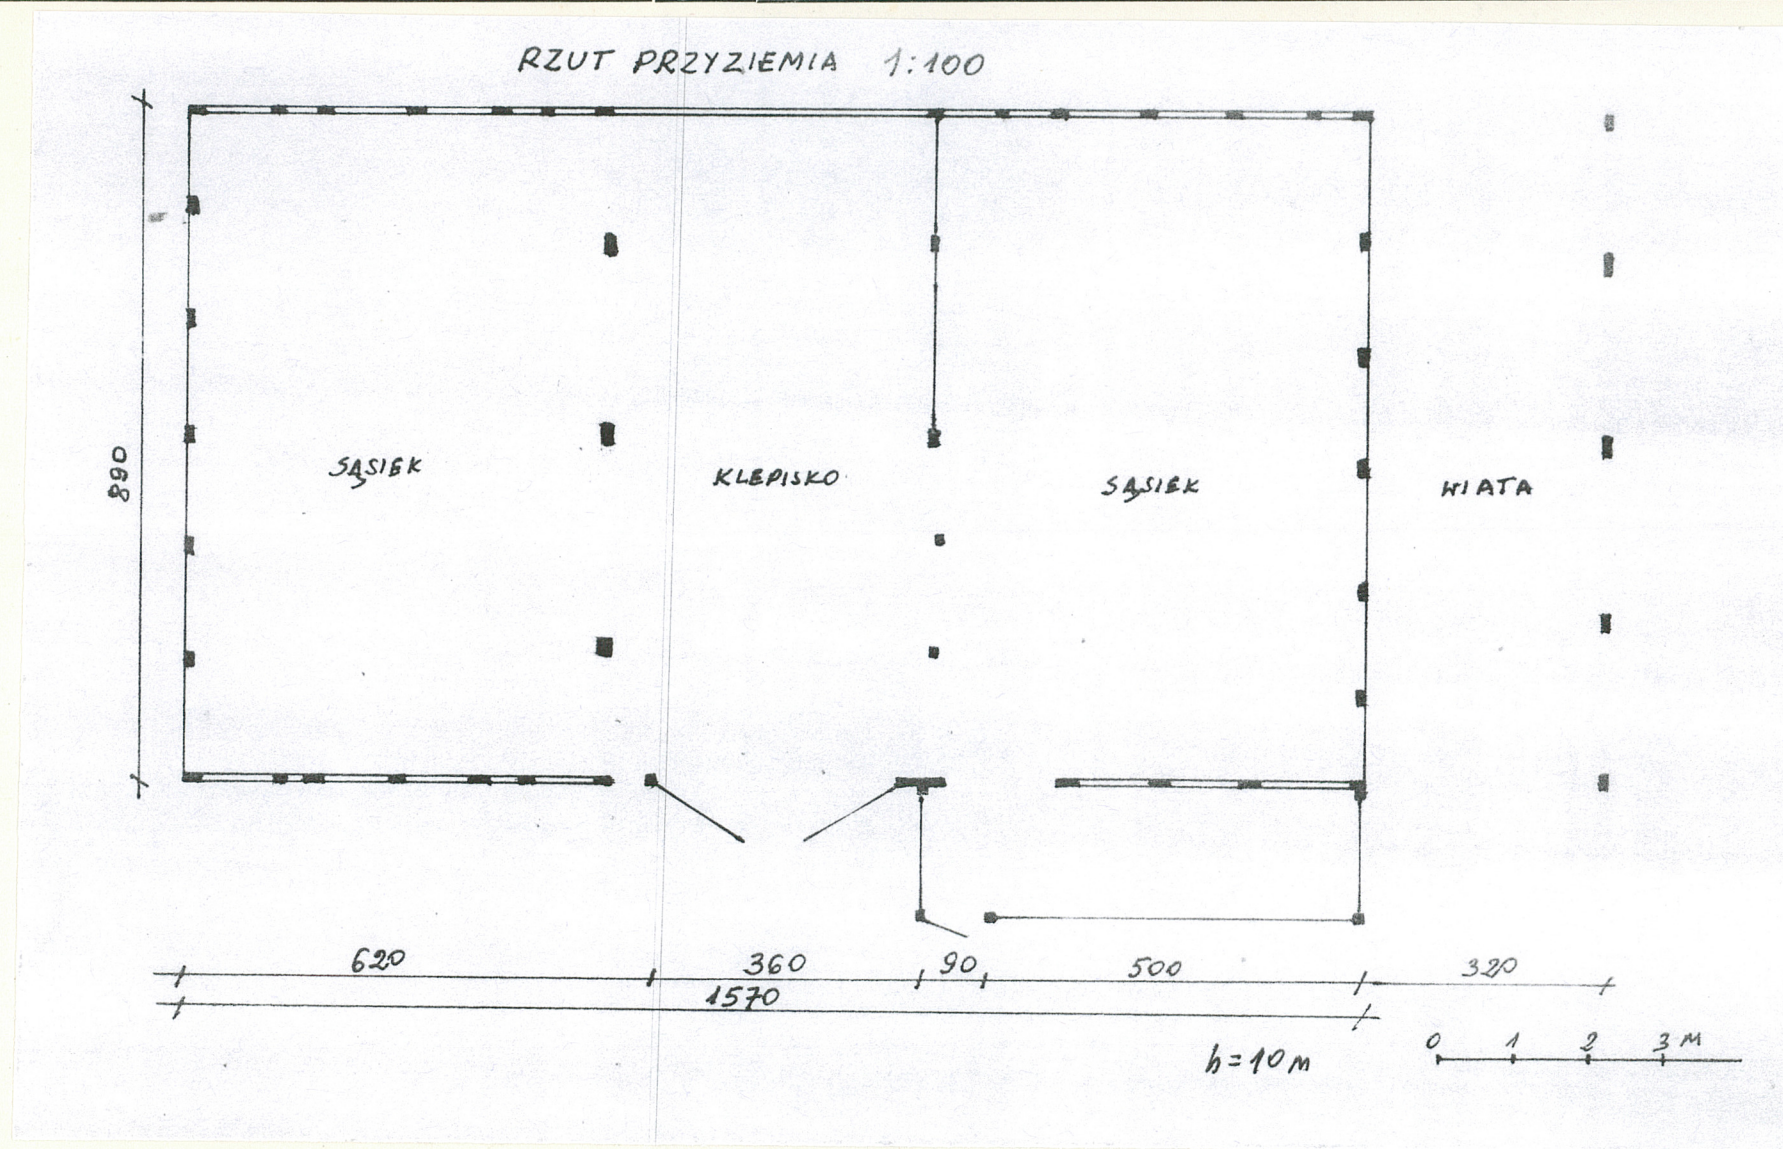 RZUT PRZYZIEMIA 1:100
890
SĄSIEK
KLEPISKO
SĄSIEK
WIATA
620 360 90 500 320
1570
h=10 M
0 1 2 3 M